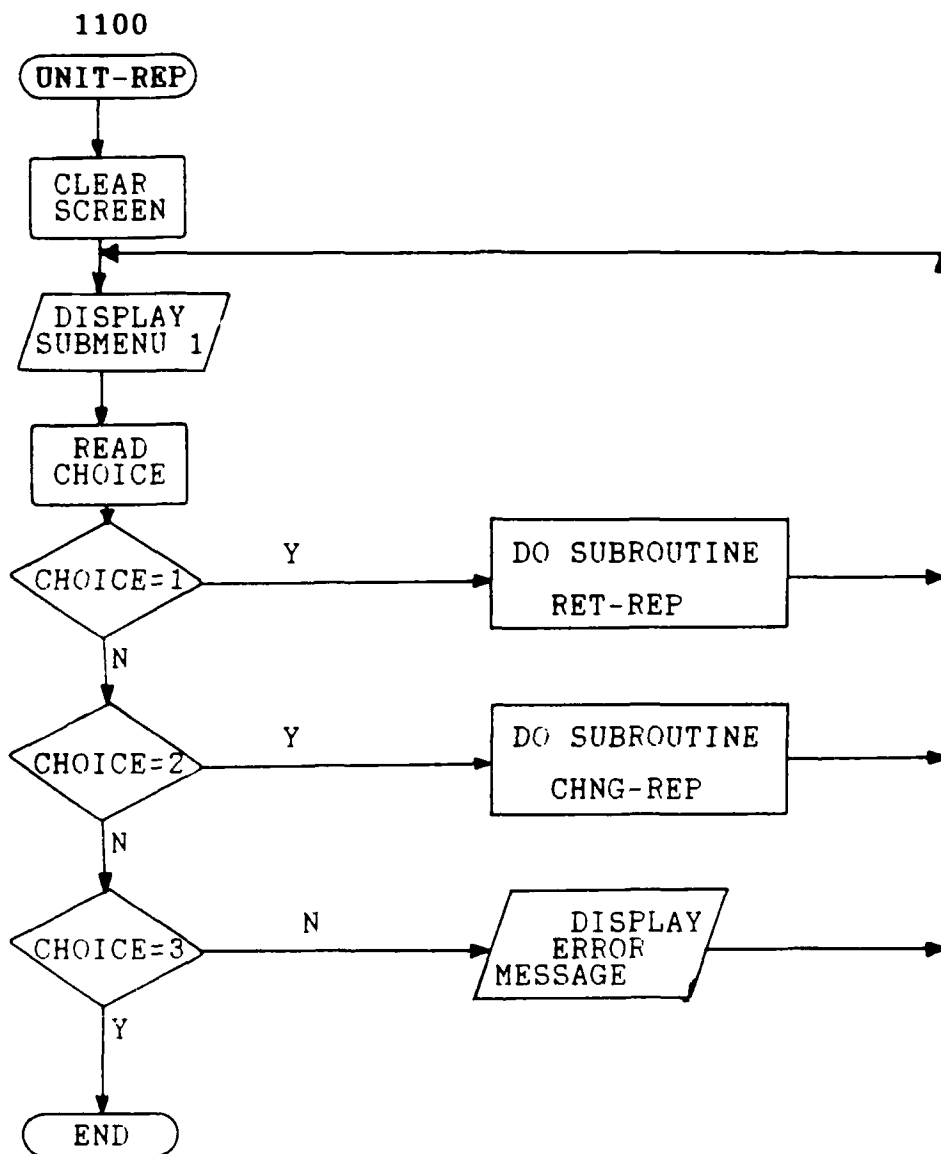 1100
UNIT-REP
CLEAR
SCREEN
DISPLAY
SUBMENU 1
READ
CHOICE
CHOICE=1
Y
DO SUBROUTINE
RET-REP
N
CHOICE=2
Y
DO SUBROUTINE
CHNG-REP
N
CHOICE=3
N
DISPLAY
ERROR
MESSAGE
Y
END